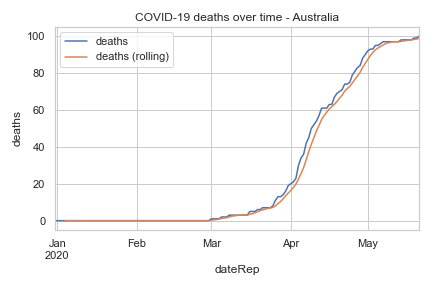 COVID-19 deaths over time - Australia
deaths
deaths (rolling)
100
80
60
40
20
0
deaths
Jan
2020
Feb
Mar
Apr
May
dateRep